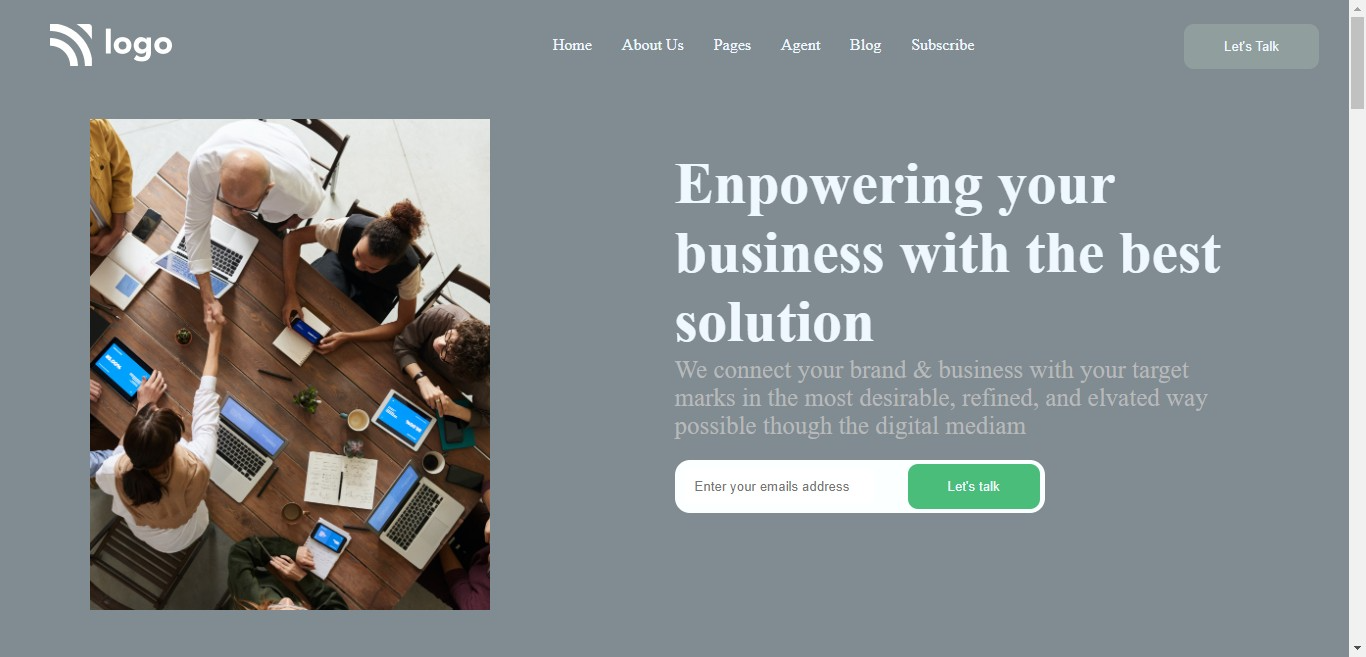 logo
Home About Us Pages Agent Blog Subscribe
Let's Talk
Enpowering your
business with the best
solution
We connect your brand & business with your target
marks in the most desirable, refined, and elvated way
possible though the digital mediam
Enter your emails address
Let's talk